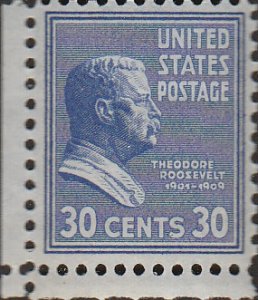 UNITED
STATES
POSTAGE
THEODORE
ROOSEVELT
1901-1909
30 CENTS 30